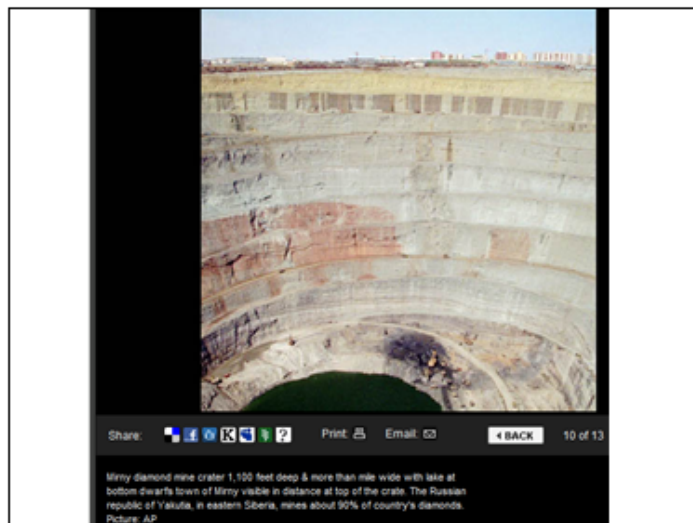 Share: f K ? Print: Email: BACK 10 of 13
Mirny diamond mine crater 1,100 feet deep & more than mile wide with lake at
bottom dwarfs town of Mirny visible in distance at top of the crate. The Russian
republic of Yakutia, in eastern Siberia, mines about 90% of country's diamonds.
Picture: AP